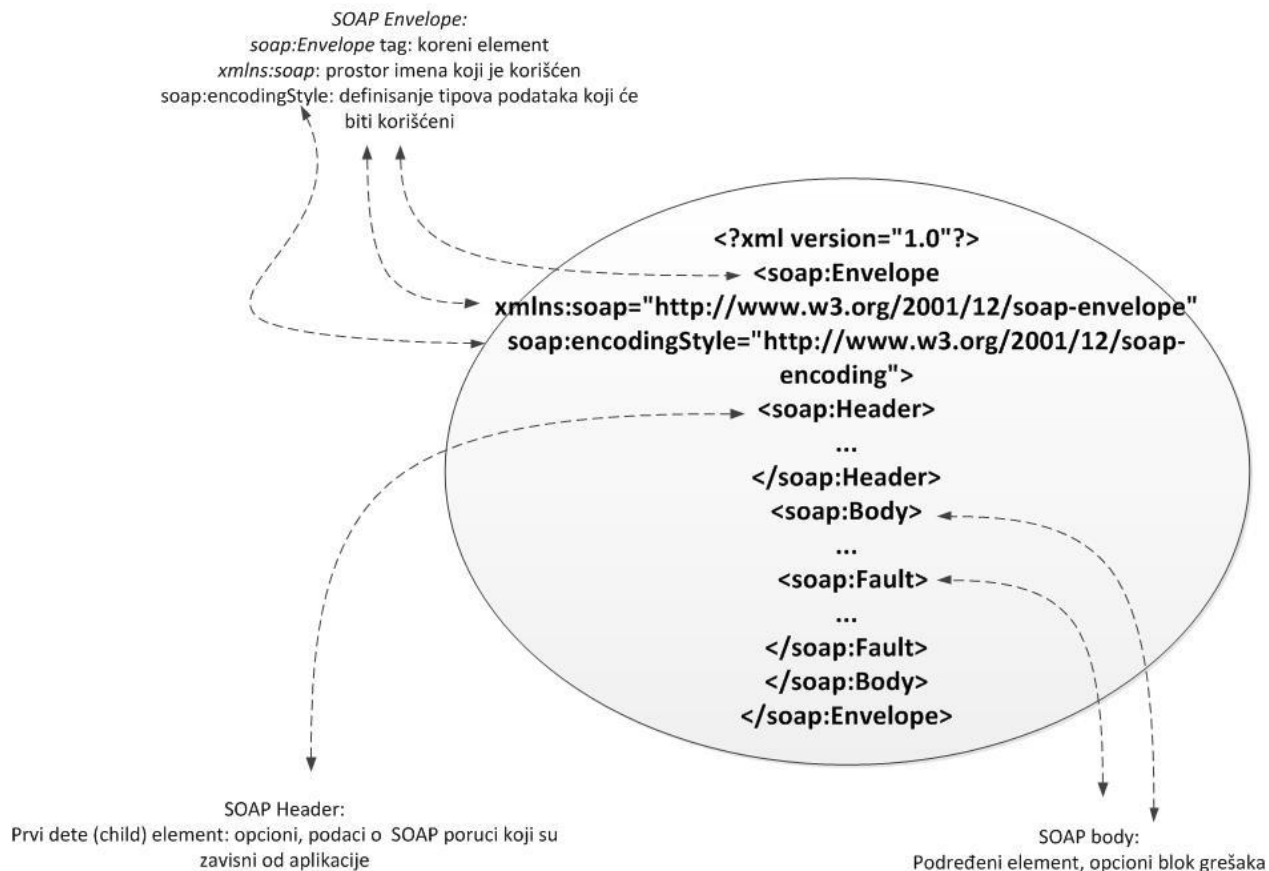 SOAP Envelope:
soap:Envelope tag: koreni element
xmlns:soap: prostor imena koji je korišćen
soap:encodingStyle: definisanje tipova podataka koji će
biti korišćeni
<?xml version="1.0"?>
<soap:Envelope
xmlns:soap="http://www.w3.org/2001/12/soap-envelope"
soap:encodingStyle="http://www.w3.org/2001/12/soap-
encoding">
<soap:Header>
...
</soap:Header>
<soap:Body>
...
<soap:Fault>
...
</soap:Fault>
</soap:Body>
</soap:Envelope>
SOAP Header:
Prvi dete (child) element: opcioni, podaci o SOAP poruci koji su
zavisni od aplikacije
SOAP body:
Podređeni element, opcioni blok grešaka